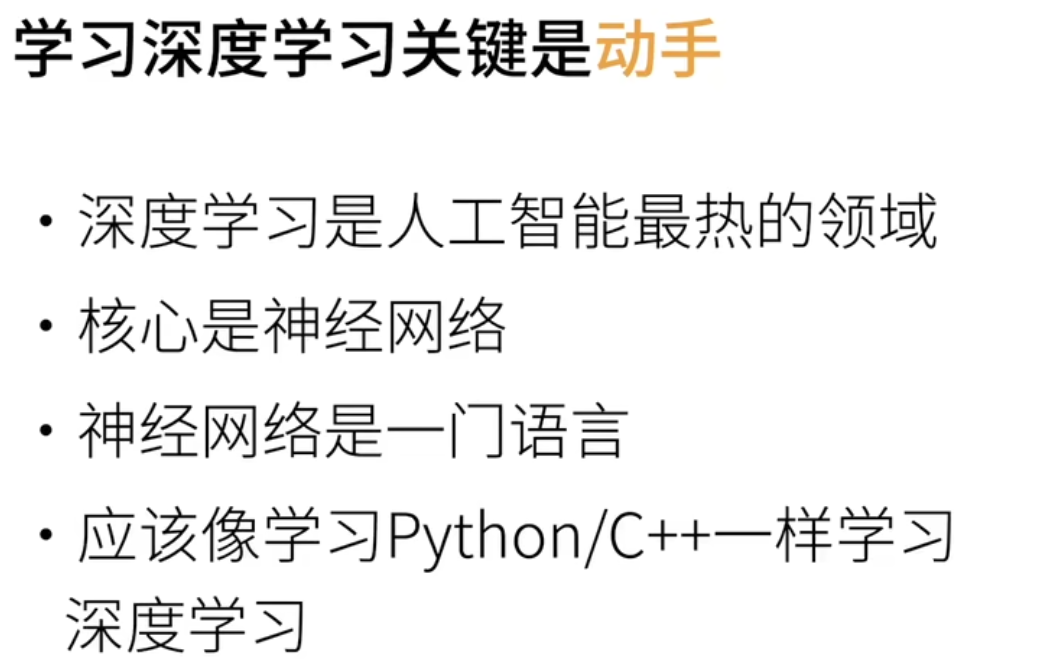 学习深度学习关键是动手
• 深度学习是人工智能最热的领域
• 核心是神经网络
• 神经网络是一门语言
• 应该像学习Python/C++一样学习
深度学习